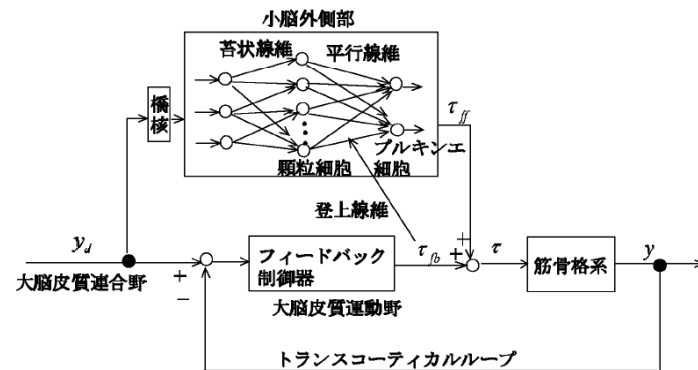 小脳外側部
苔状線維
平行線維
橋核
τff
顆粒細胞
プルキンエ
細胞
登上線維
yd
大脳皮質連合野
+
−
フィードバック
制御器
大脳皮質運動野
τfb
+
+
τ
筋骨格系
y
トランスコーティカルループ